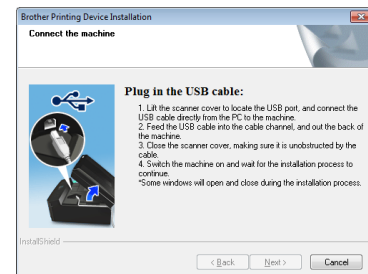 Brother Printing Device Installation
Connect the machine
Plug in the USB cable:
1. Lift the scanner cover to locate the USB port, and connect the
USB cable directly from the PC to the machine.
2. Feed the USB cable into the cable channel, and out the back of
the machine.
3. Close the scanner cover, making sure it is unobstructed by the
cable.
4. Switch the machine on and wait for the installation process to
continue.
*Some windows will open and close during the installation process.
InstallShield
< Back
Next >
Cancel